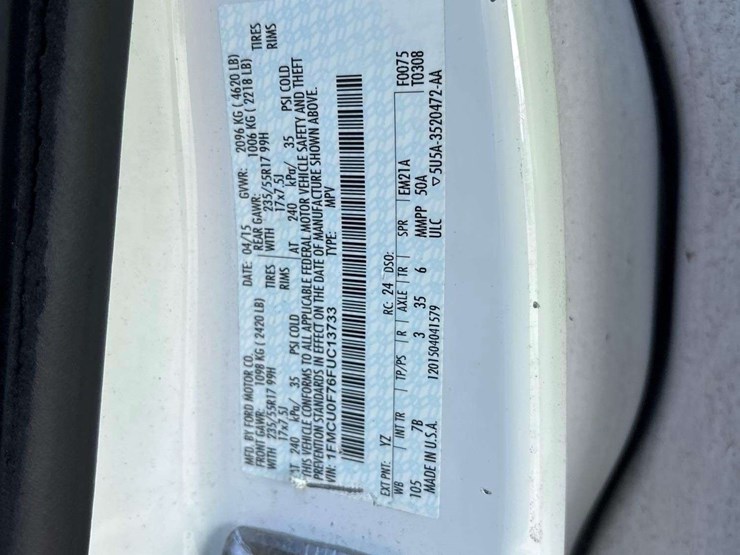 MFD. BY FORD MOTOR CO.
DATE: 04/15 GVWR: 2096 KG ( 4620 LB)
FRONT GAWR: 1098 KG ( 2420 LB) REAR GAWR: 1006 KG ( 2218 LB)
WITH 235/55R17 99H TIRES WITH 235/55R17 99H TIRES
17x7.5J RIMS 17x7.5J RIMS
AT 240 kPa/ 35 PSI COLD AT 240 kPa/ 35 PSI COLD
THIS VEHICLE CONFORMS TO ALL APPLICABLE FEDERAL MOTOR VEHICLE SAFETY AND THEFT
PREVENTION STANDARDS IN EFFECT ON THE DATE OF MANUFACTURE SHOWN ABOVE.
VIN: 1FMCU0F76FUC13733 TYPE: MPV
EXT PNT: YZ RC: 24 DSO: F0075
WB INT TR TP/PS R AXLE TR SPR EM21A T0308
105 7B 3 35 6 MMPP 50A
MADE IN U.S.A. 120150404 1579 ULC ▽5U5A-3520472-AA